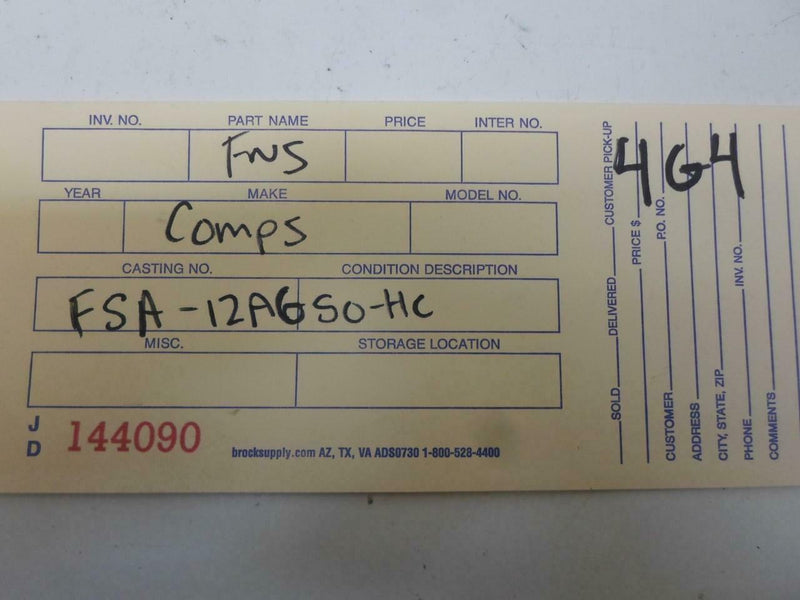 INV. NO. PART NAME PRICE INTER NO.
FNS
YEAR MAKE MODEL NO.
Comps
CASTING NO. CONDITION DESCRIPTION
FSA-12AGSO-HC
MISC. STORAGE LOCATION
J D 144090
brocksupply.com AZ, TX, VA ADS0730 1-800-528-4400
SOLD DELIVERED CUSTOMER PICK-UP
PRICE $
CUSTOMER P.O. NO.
ADDRESS
CITY, STATE, ZIP
PHONE INV. NO.
COMMENTS
4G4